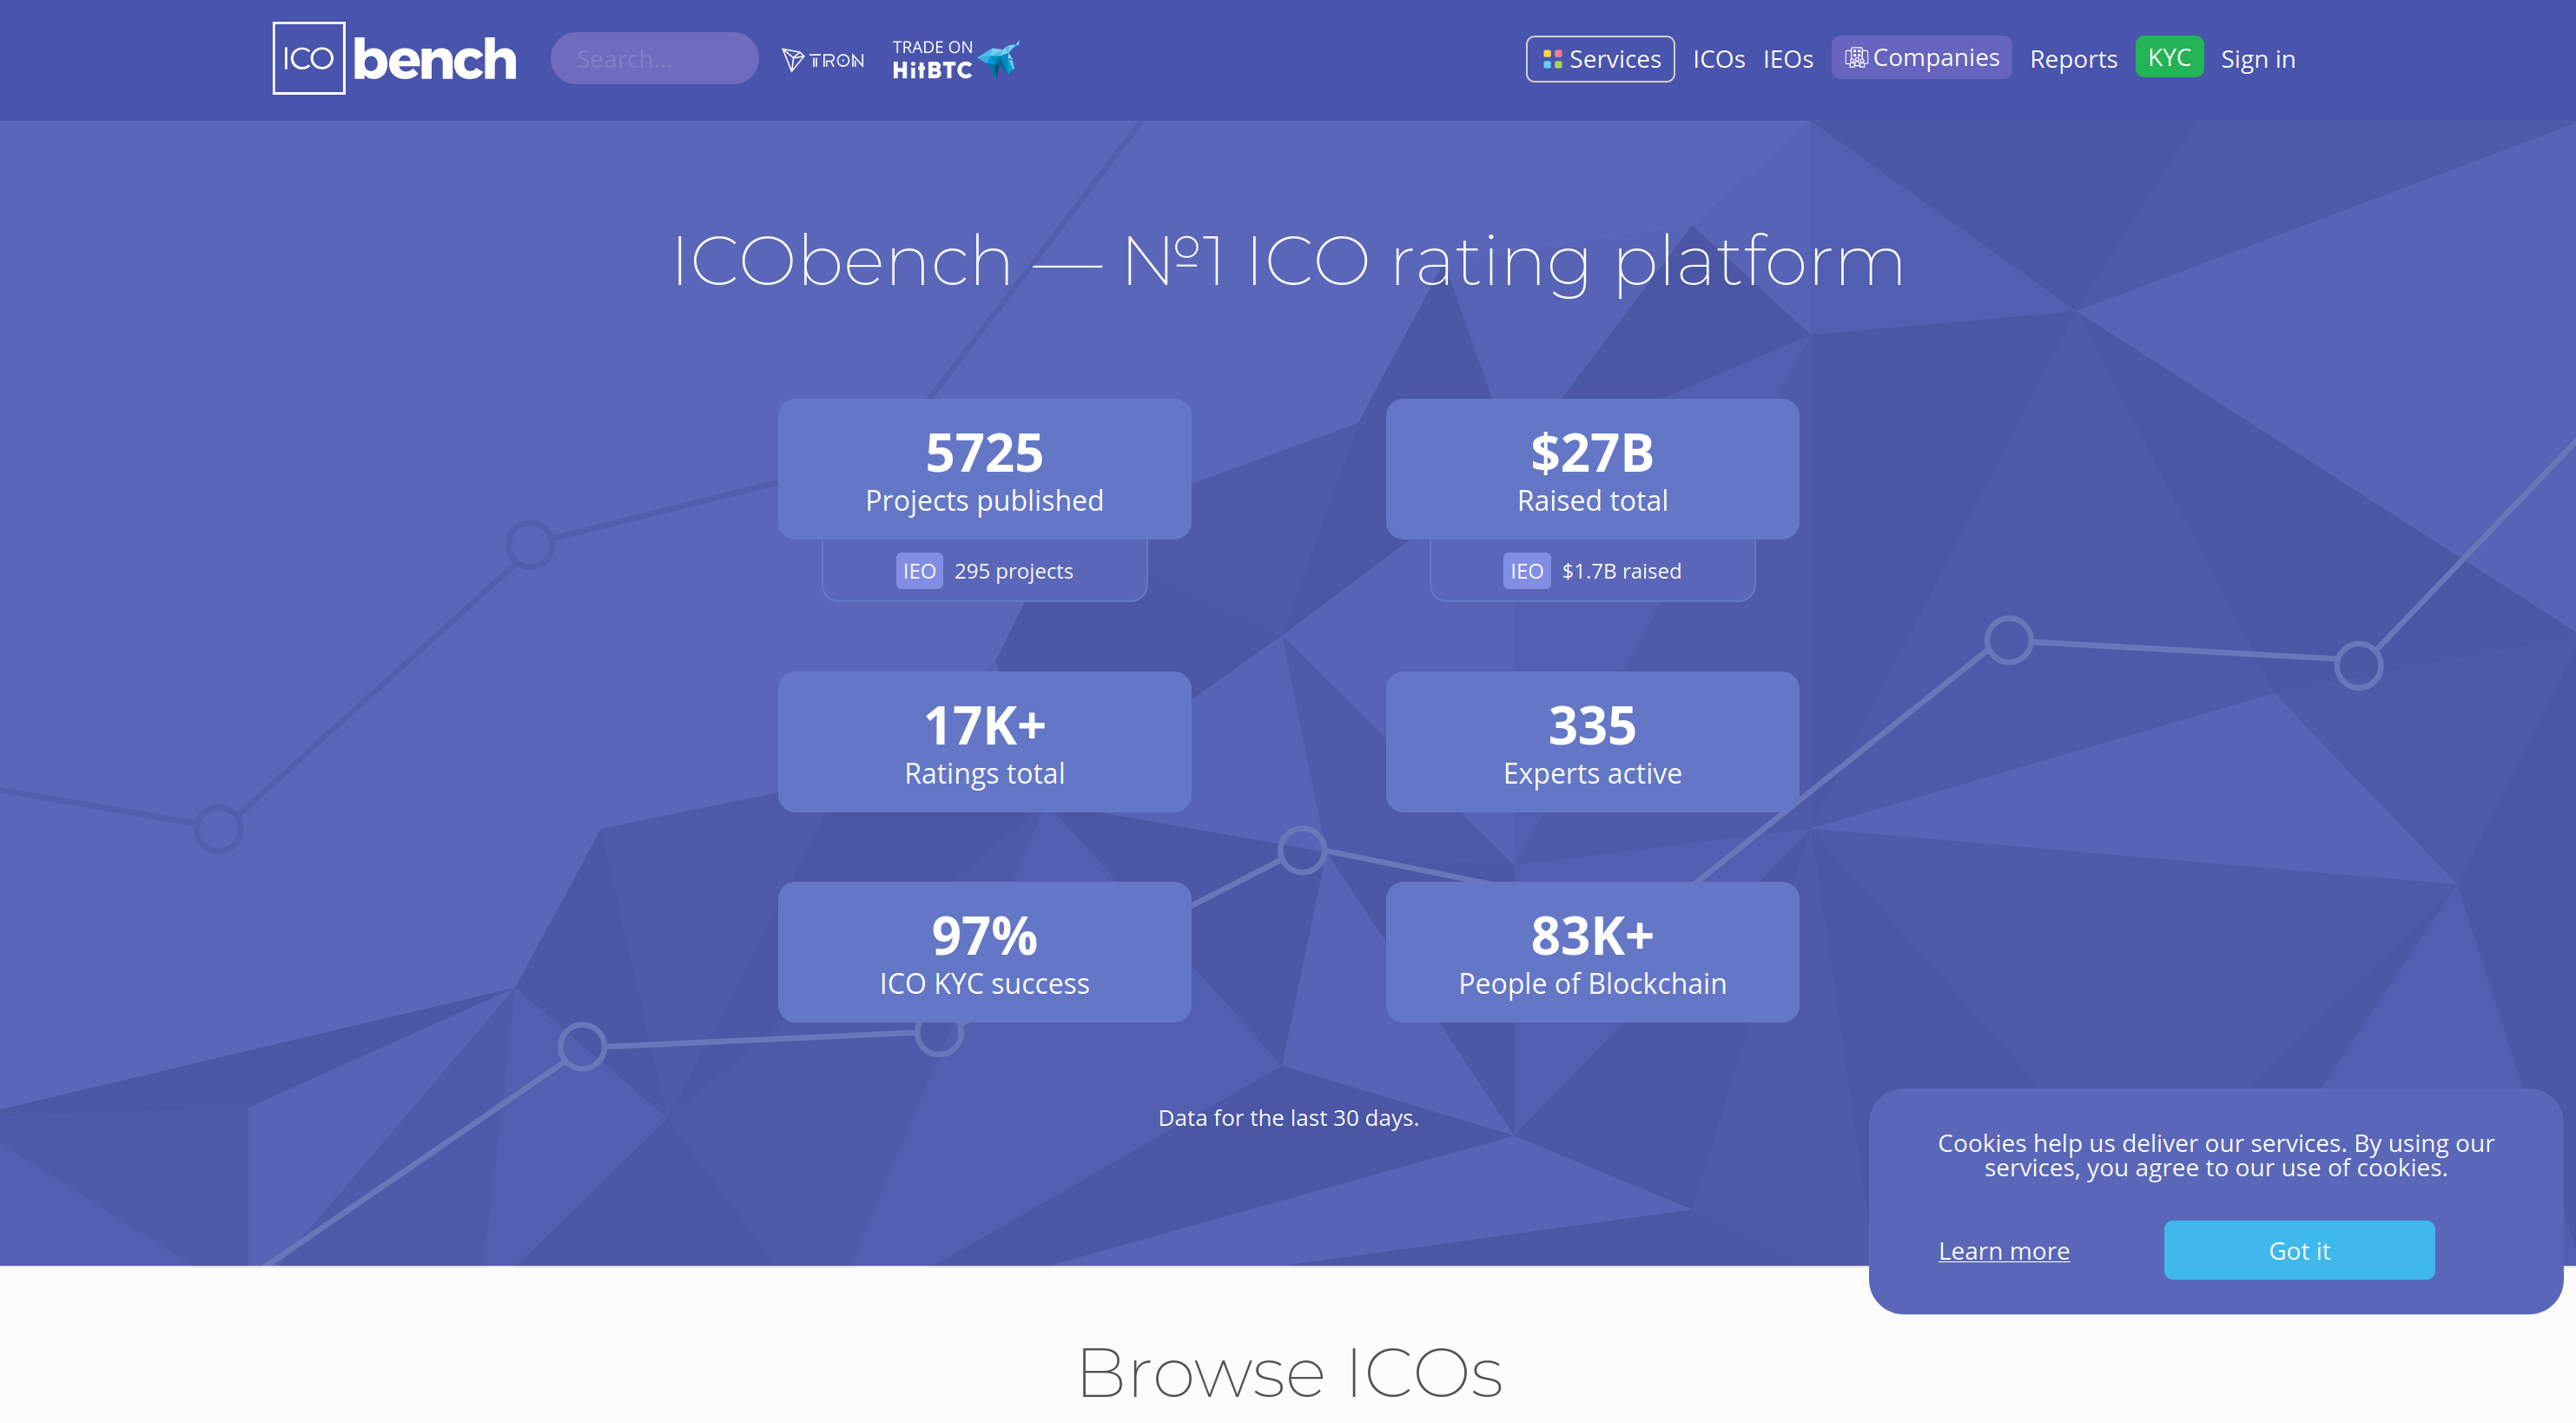 ICO bench
Search...
TRON
TRADE ON
HitBTC
Services
ICOs
IEOs
Companies
Reports
KYC
Sign in
ICObench — №1 ICO rating platform
5725
Projects published
IEO 295 projects
$27B
Raised total
IEO $1.7B raised
17K+
Ratings total
335
Experts active
97%
ICO KYC success
83K+
People of Blockchain
Data for the last 30 days.
Cookies help us deliver our services. By using our
services, you agree to our use of cookies.
Learn more
Got it
Browse ICOs